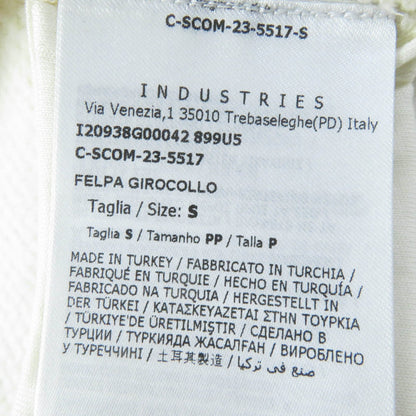 C-SCOM-23-5517-S
INDUSTRIES
Via Venezia,1 35010 Trebaseleghe(PD) Italy
I20938G00042 899U5
C-SCOM-23-5517
FELPA GIROCOLLO
Taglia / Size: S
Taglia S / Tamanho PP / Talla P
MADE IN TURKEY / FABBRICATO IN TURCHIA /
FABRIQUÉ EN TURQUIE / HECHO EN TURQUÍA /
FABRICADO NA TURQUIA / HERGESTELLT IN
DER TÜRKEI / ΚΑΤΑΣΚΕΥΑΖΕΤΑΙ ΣΤΗΝ ΤΟΥΡΚΙΑ
/ TÜRKİYE'DE ÜRETİLMİŞTİR / СДЕЛАНО В
ТУРЦИИ / ТҮРКИЯДА ЖАСАЛҒАН / ВИРОБЛЕНО
У ТУРЕЧЧИНІ / 土耳其製造 / صنع في تركيا